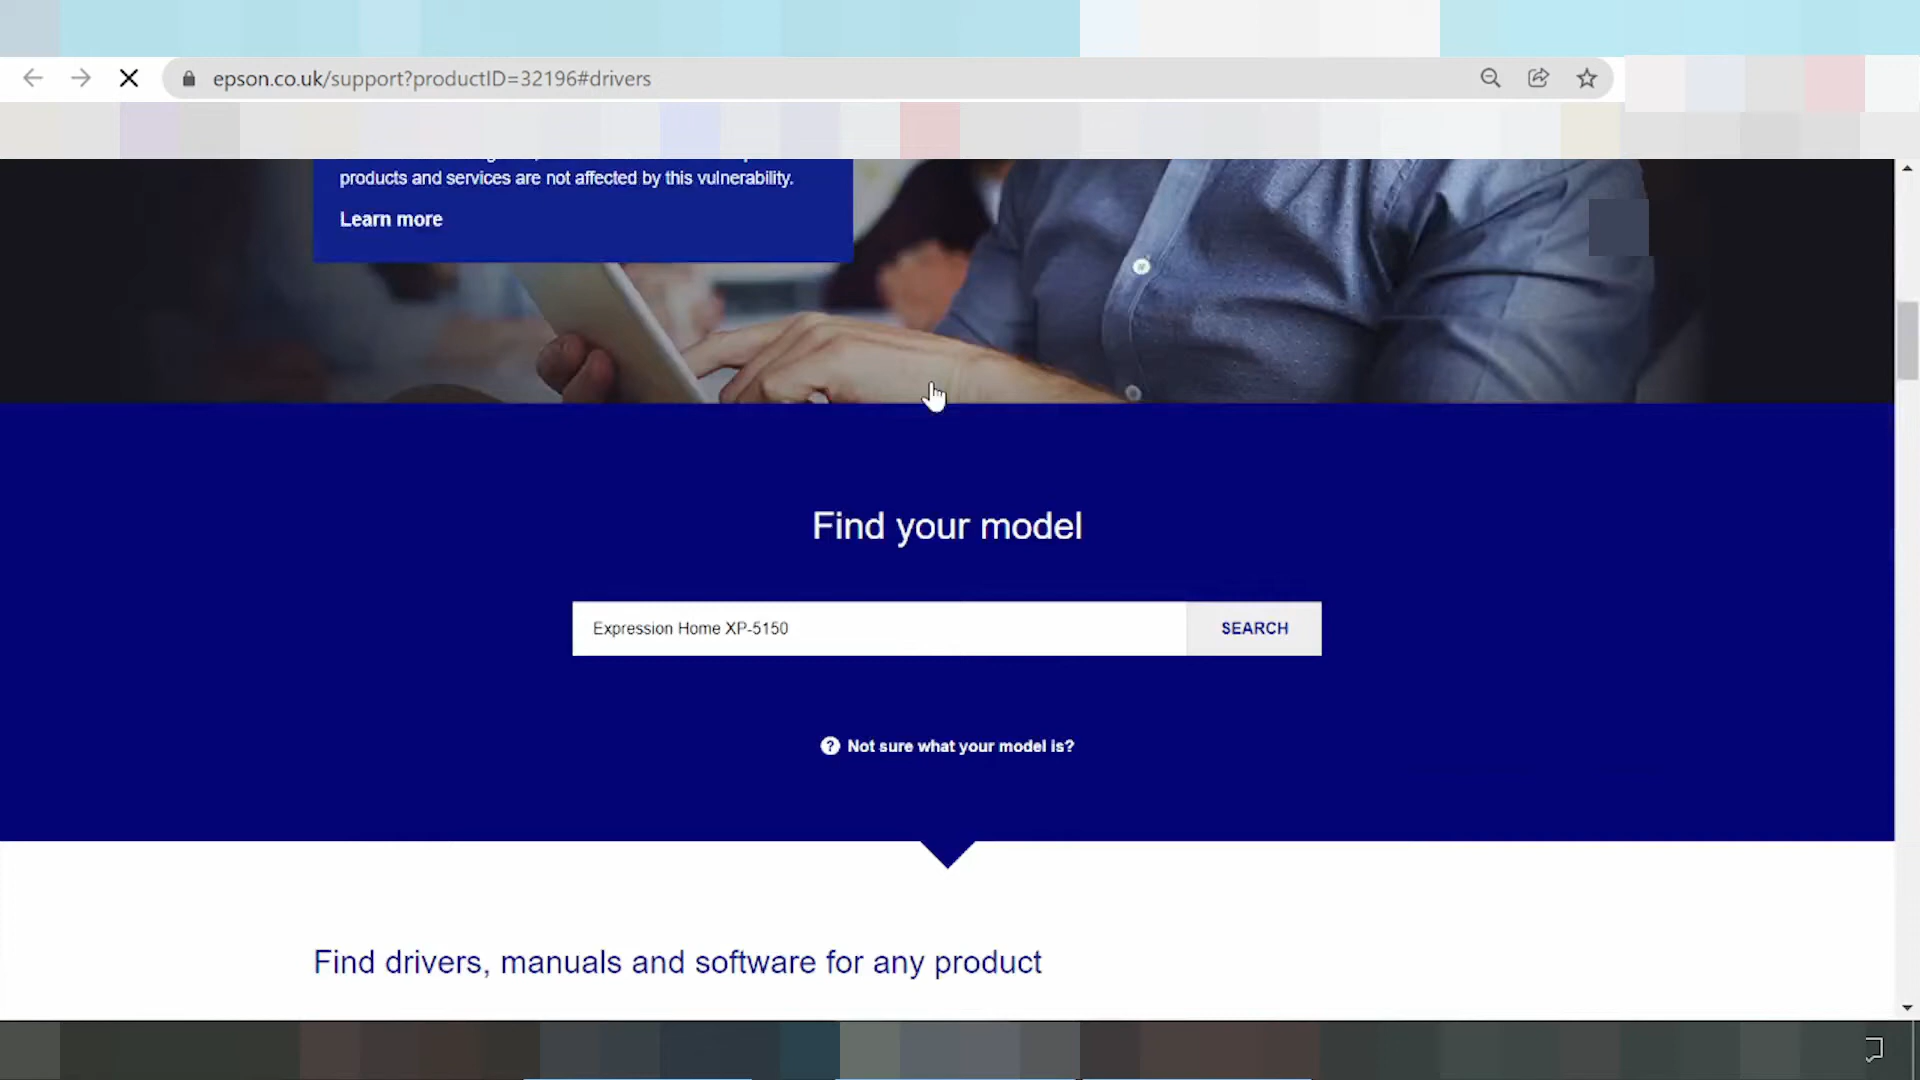 epson.co.uk/support?productID=32196#drivers
products and services are not affected by this vulnerability.
Learn more
Find your model
Expression Home XP-5150
SEARCH
? Not sure what your model is?
Find drivers, manuals and software for any product